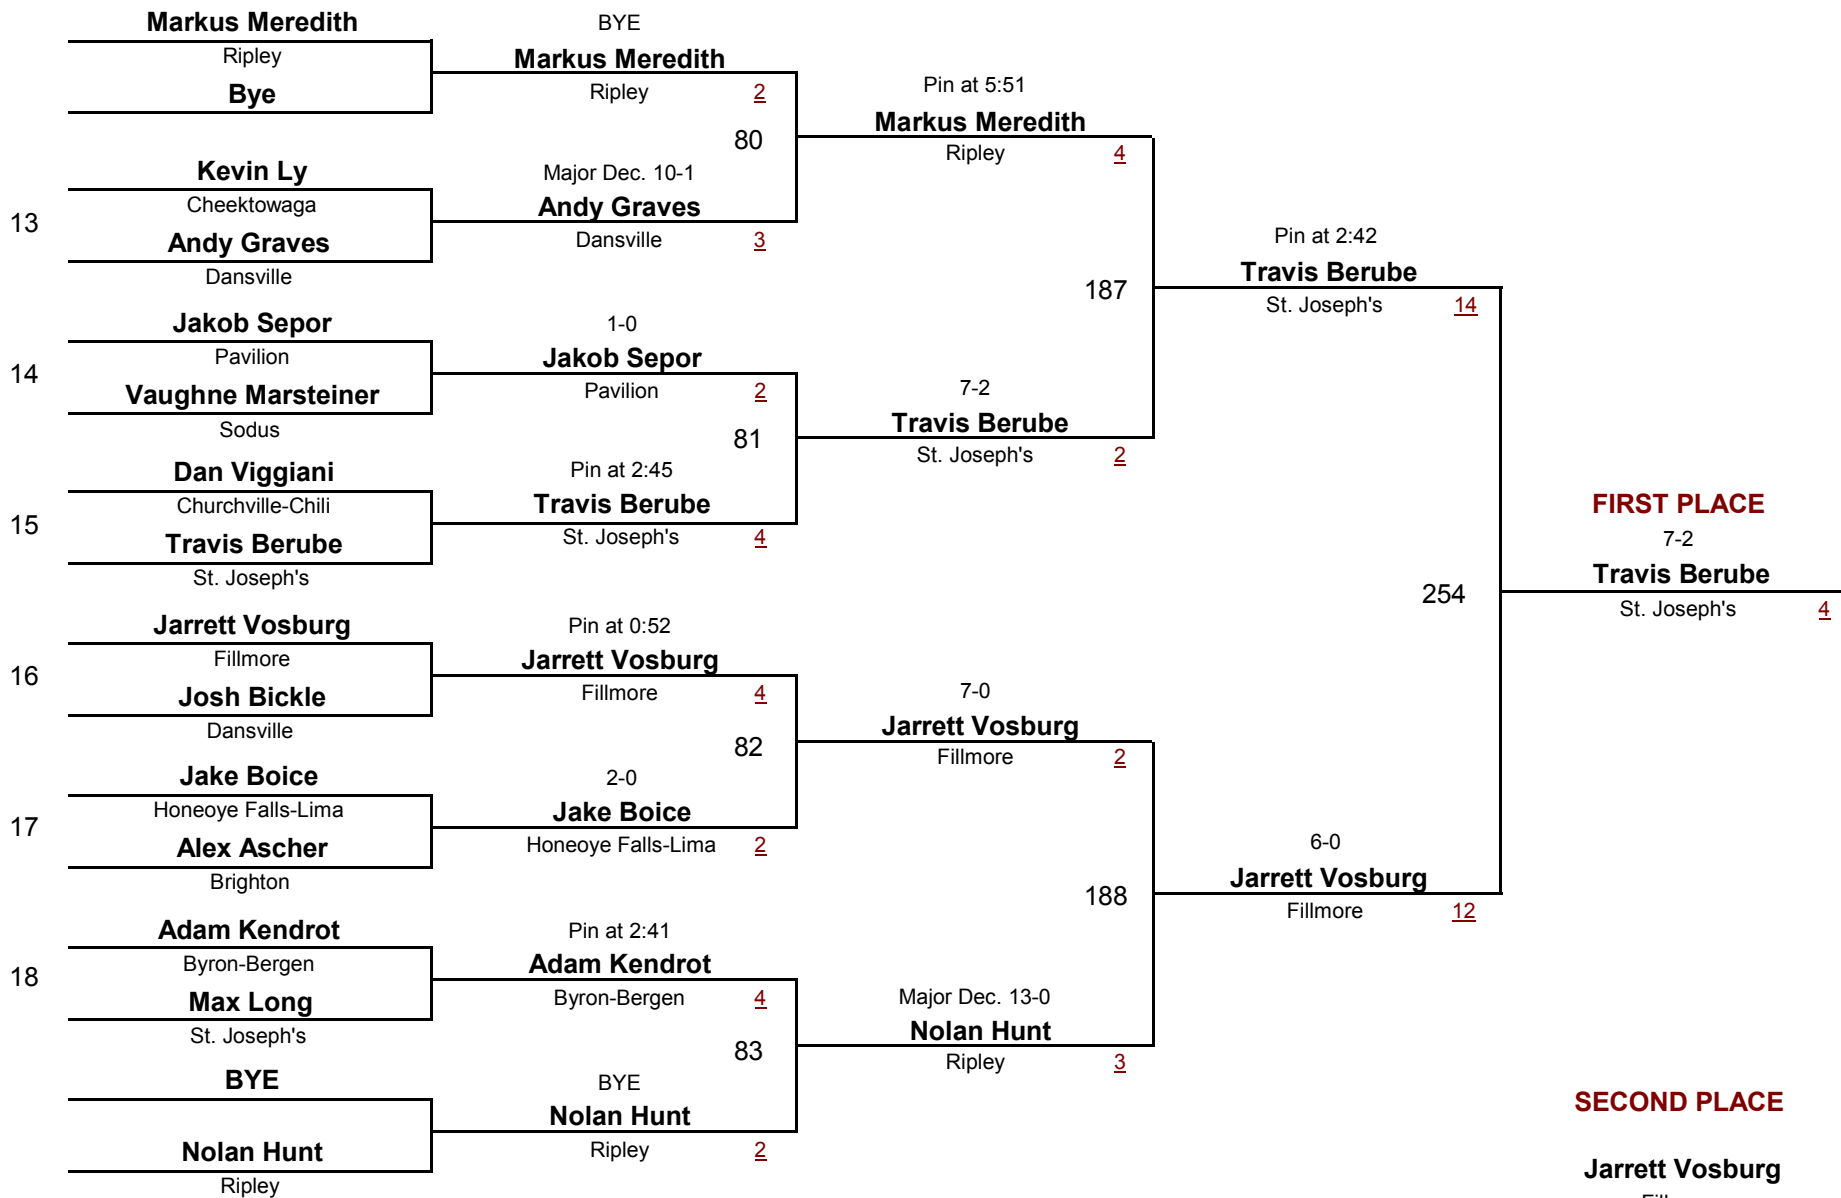 Markus Meredith
Ripley
Bye
13
Kevin Ly
Cheektowaga
Andy Graves
Dansville
14
Jakob Sepor
Pavilion
Vaughne Marsteiner
Sodus
15
Dan Viggiani
Churchville-Chili
Travis Berube
St. Joseph's
16
Jarrett Vosburg
Fillmore
Josh Bickle
Dansville
17
Jake Boice
Honeoye Falls-Lima
Alex Ascher
Brighton
18
Adam Kendrot
Byron-Bergen
Max Long
St. Joseph's
BYE
Nolan Hunt
Ripley
BYE
Markus Meredith
Ripley 2
80
Major Dec. 10-1
Andy Graves
Dansville 3
1-0
Jakob Sepor
Pavilion 2
81
Pin at 2:45
Travis Berube
St. Joseph's 4
Pin at 0:52
Jarrett Vosburg
Fillmore 4
82
2-0
Jake Boice
Honeoye Falls-Lima 2
Pin at 2:41
Adam Kendrot
Byron-Bergen 4
83
BYE
Nolan Hunt
Ripley 2
Pin at 5:51
Markus Meredith
Ripley 4
187
7-2
Travis Berube
St. Joseph's 2
7-0
Jarrett Vosburg
Fillmore 2
188
Major Dec. 13-0
Nolan Hunt
Ripley 3
Pin at 2:42
Travis Berube
St. Joseph's 14
254
6-0
Jarrett Vosburg
Fillmore 12
FIRST PLACE
7-2
Travis Berube
St. Joseph's 4
SECOND PLACE
Jarrett Vosburg